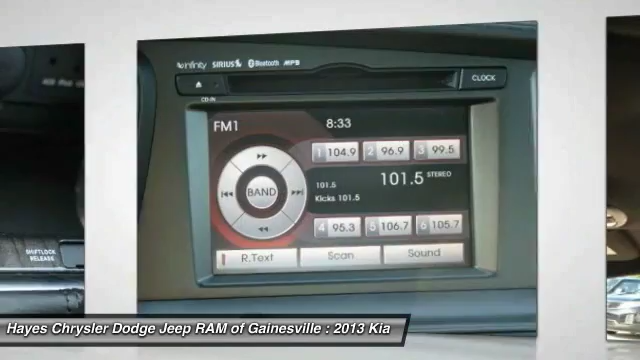 infinity SIRIUS Bluetooth MP3
CLOCK
CD-IN
FM1 8:33
1 104.9 2 96.9 3 99.5
101.5 101.5 STEREO
Kicks 101.5
BAND
4 95.3 5 106.7 6 105.7
R.Text Scan Sound
SHIFTLOCK
RELEASE
Hayes Chrysler Dodge Jeep RAM of Gainesville : 2013 Kia